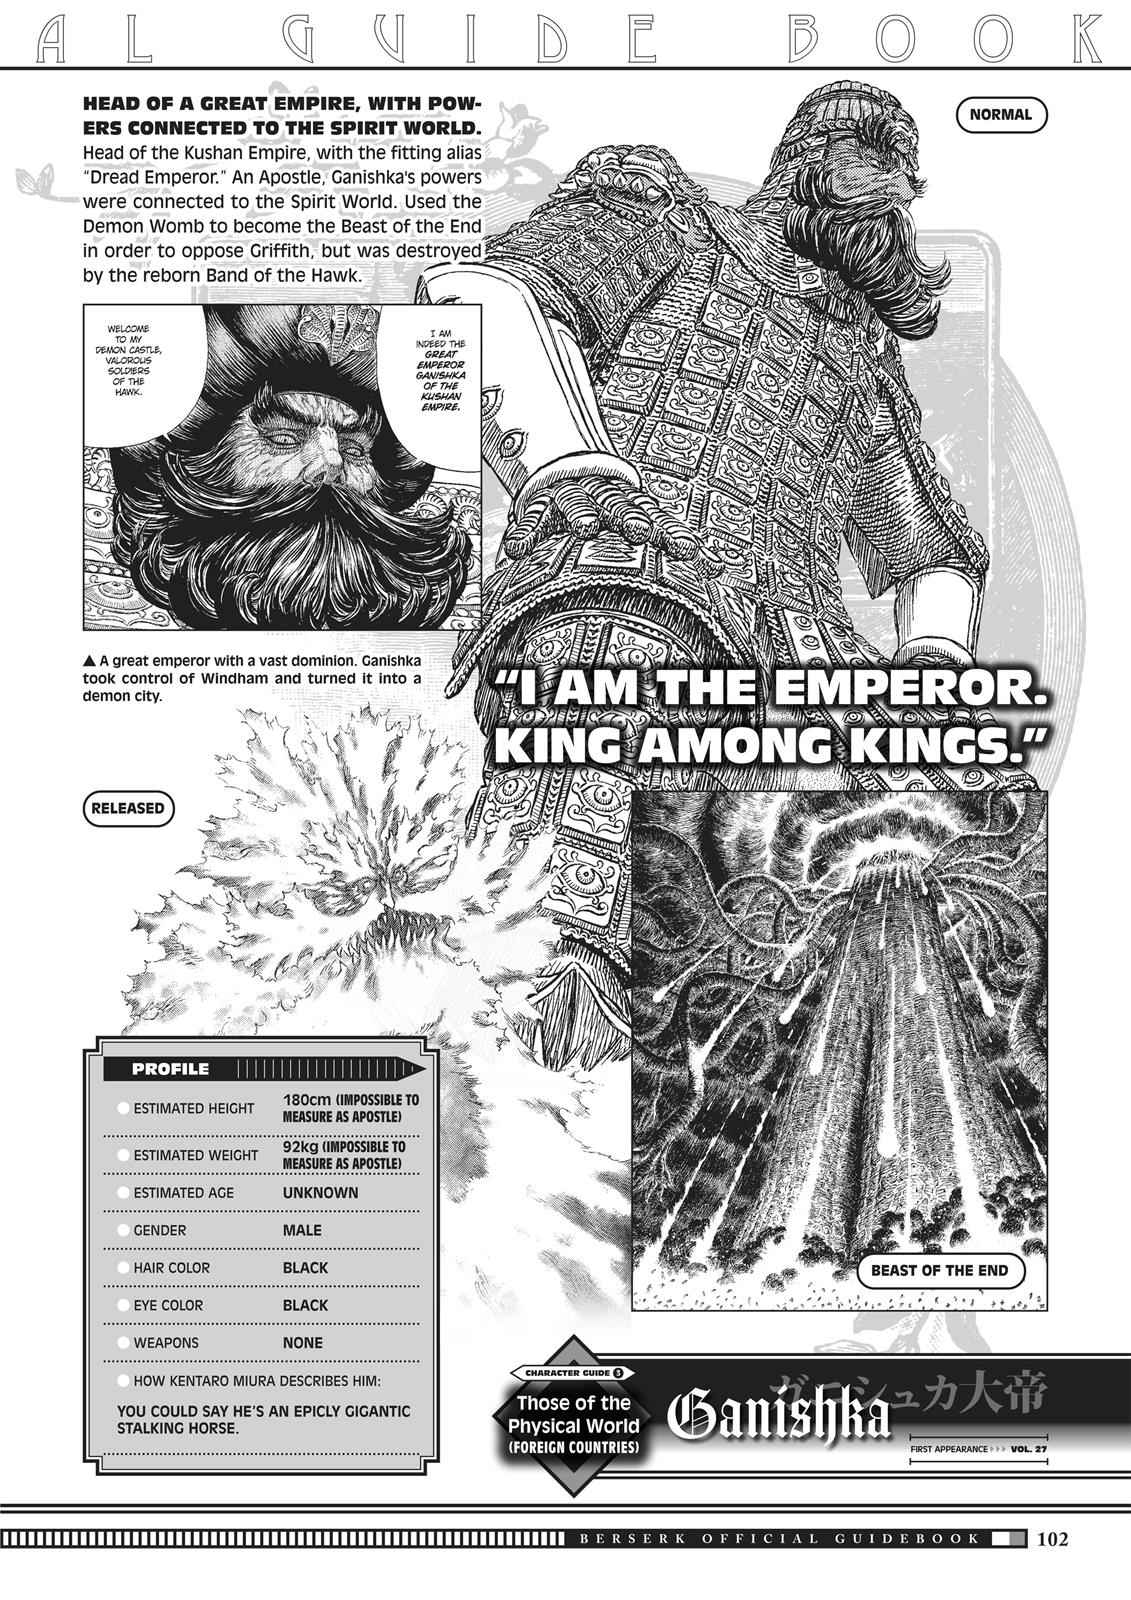 AL GUIDE BOOK
HEAD OF A GREAT EMPIRE, WITH POW-
ERS CONNECTED TO THE SPIRIT WORLD.
Head of the Kushan Empire, with the fitting alias
"Dread Emperor." An Apostle, Ganishka's powers
were connected to the Spirit World. Used the
Demon Womb to become the Beast of the End
in order to oppose Griffith, but was destroyed
by the reborn Band of the Hawk.
NORMAL
WELCOME
TO MY
DEMON CASTLE,
VALOROUS
SOLDIERS
OF THE
HAWK.
I AM
INDEED THE
GREAT
EMPEROR
GANISHKA
OF THE
KUSHAN
EMPIRE.
▲ A great emperor with a vast dominion. Ganishka
took control of Windham and turned it into a
demon city.
"I AM THE EMPEROR.
KING AMONG KINGS."
RELEASED
BEAST OF THE END
PROFILE
ESTIMATED HEIGHT 180cm (IMPOSSIBLE TO
MEASURE AS APOSTLE)
ESTIMATED WEIGHT 92kg (IMPOSSIBLE TO
MEASURE AS APOSTLE)
ESTIMATED AGE UNKNOWN
GENDER MALE
HAIR COLOR BLACK
EYE COLOR BLACK
WEAPONS NONE
HOW KENTARO MIURA DESCRIBES HIM:
YOU COULD SAY HE'S AN EPICLY GIGANTIC
STALKING HORSE.
CHARACTER GUIDE 3
Those of the
Physical World
(FOREIGN COUNTRIES)
ガニシュカ大帝
Ganishka
FIRST APPEARANCE VOL. 27
BERSERK OFFICIAL GUIDEBOOK 102